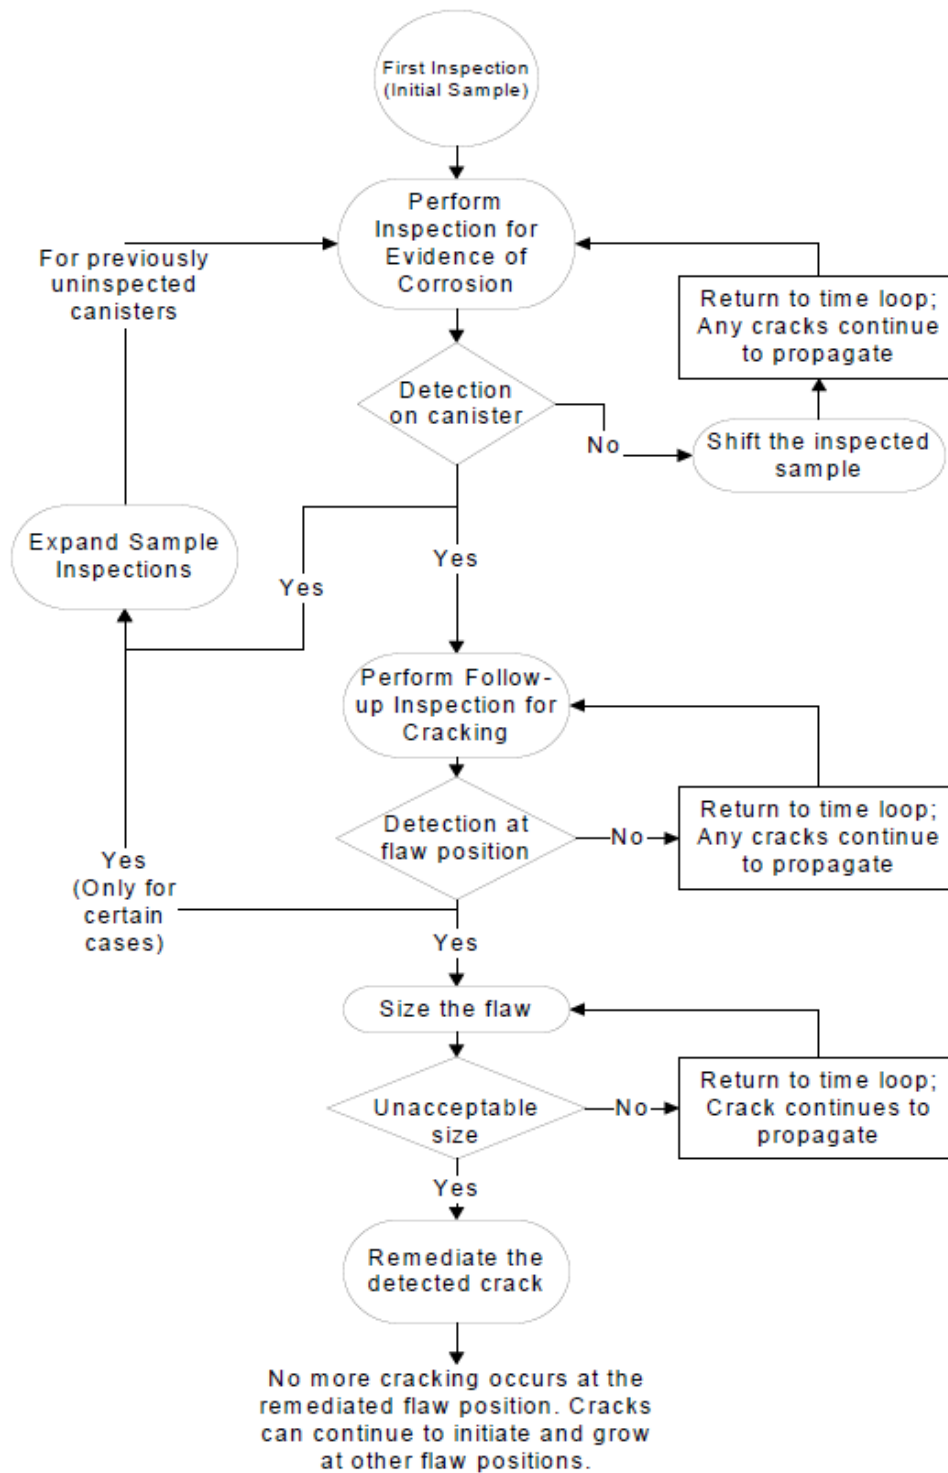 First Inspection
(Initial Sample)
Perform
Inspection for
Evidence of
Corrosion
For previously
uninspected
canisters
Return to time loop;
Any cracks continue
to propagate
Detection
on canister
No
Shift the inspected
sample
Expand Sample
Inspections
Yes
Yes
Perform Follow-
up Inspection for
Cracking
Detection at
flaw position
No
Return to time loop;
Any cracks continue
to propagate
Yes
(Only for
certain
cases)
Yes
Size the flaw
Unacceptable
size
No
Return to time loop;
Crack continues to
propagate
Yes
Remediate the
detected crack
No more cracking occurs at the
remediated flaw position. Cracks
can continue to initiate and grow
at other flaw positions.